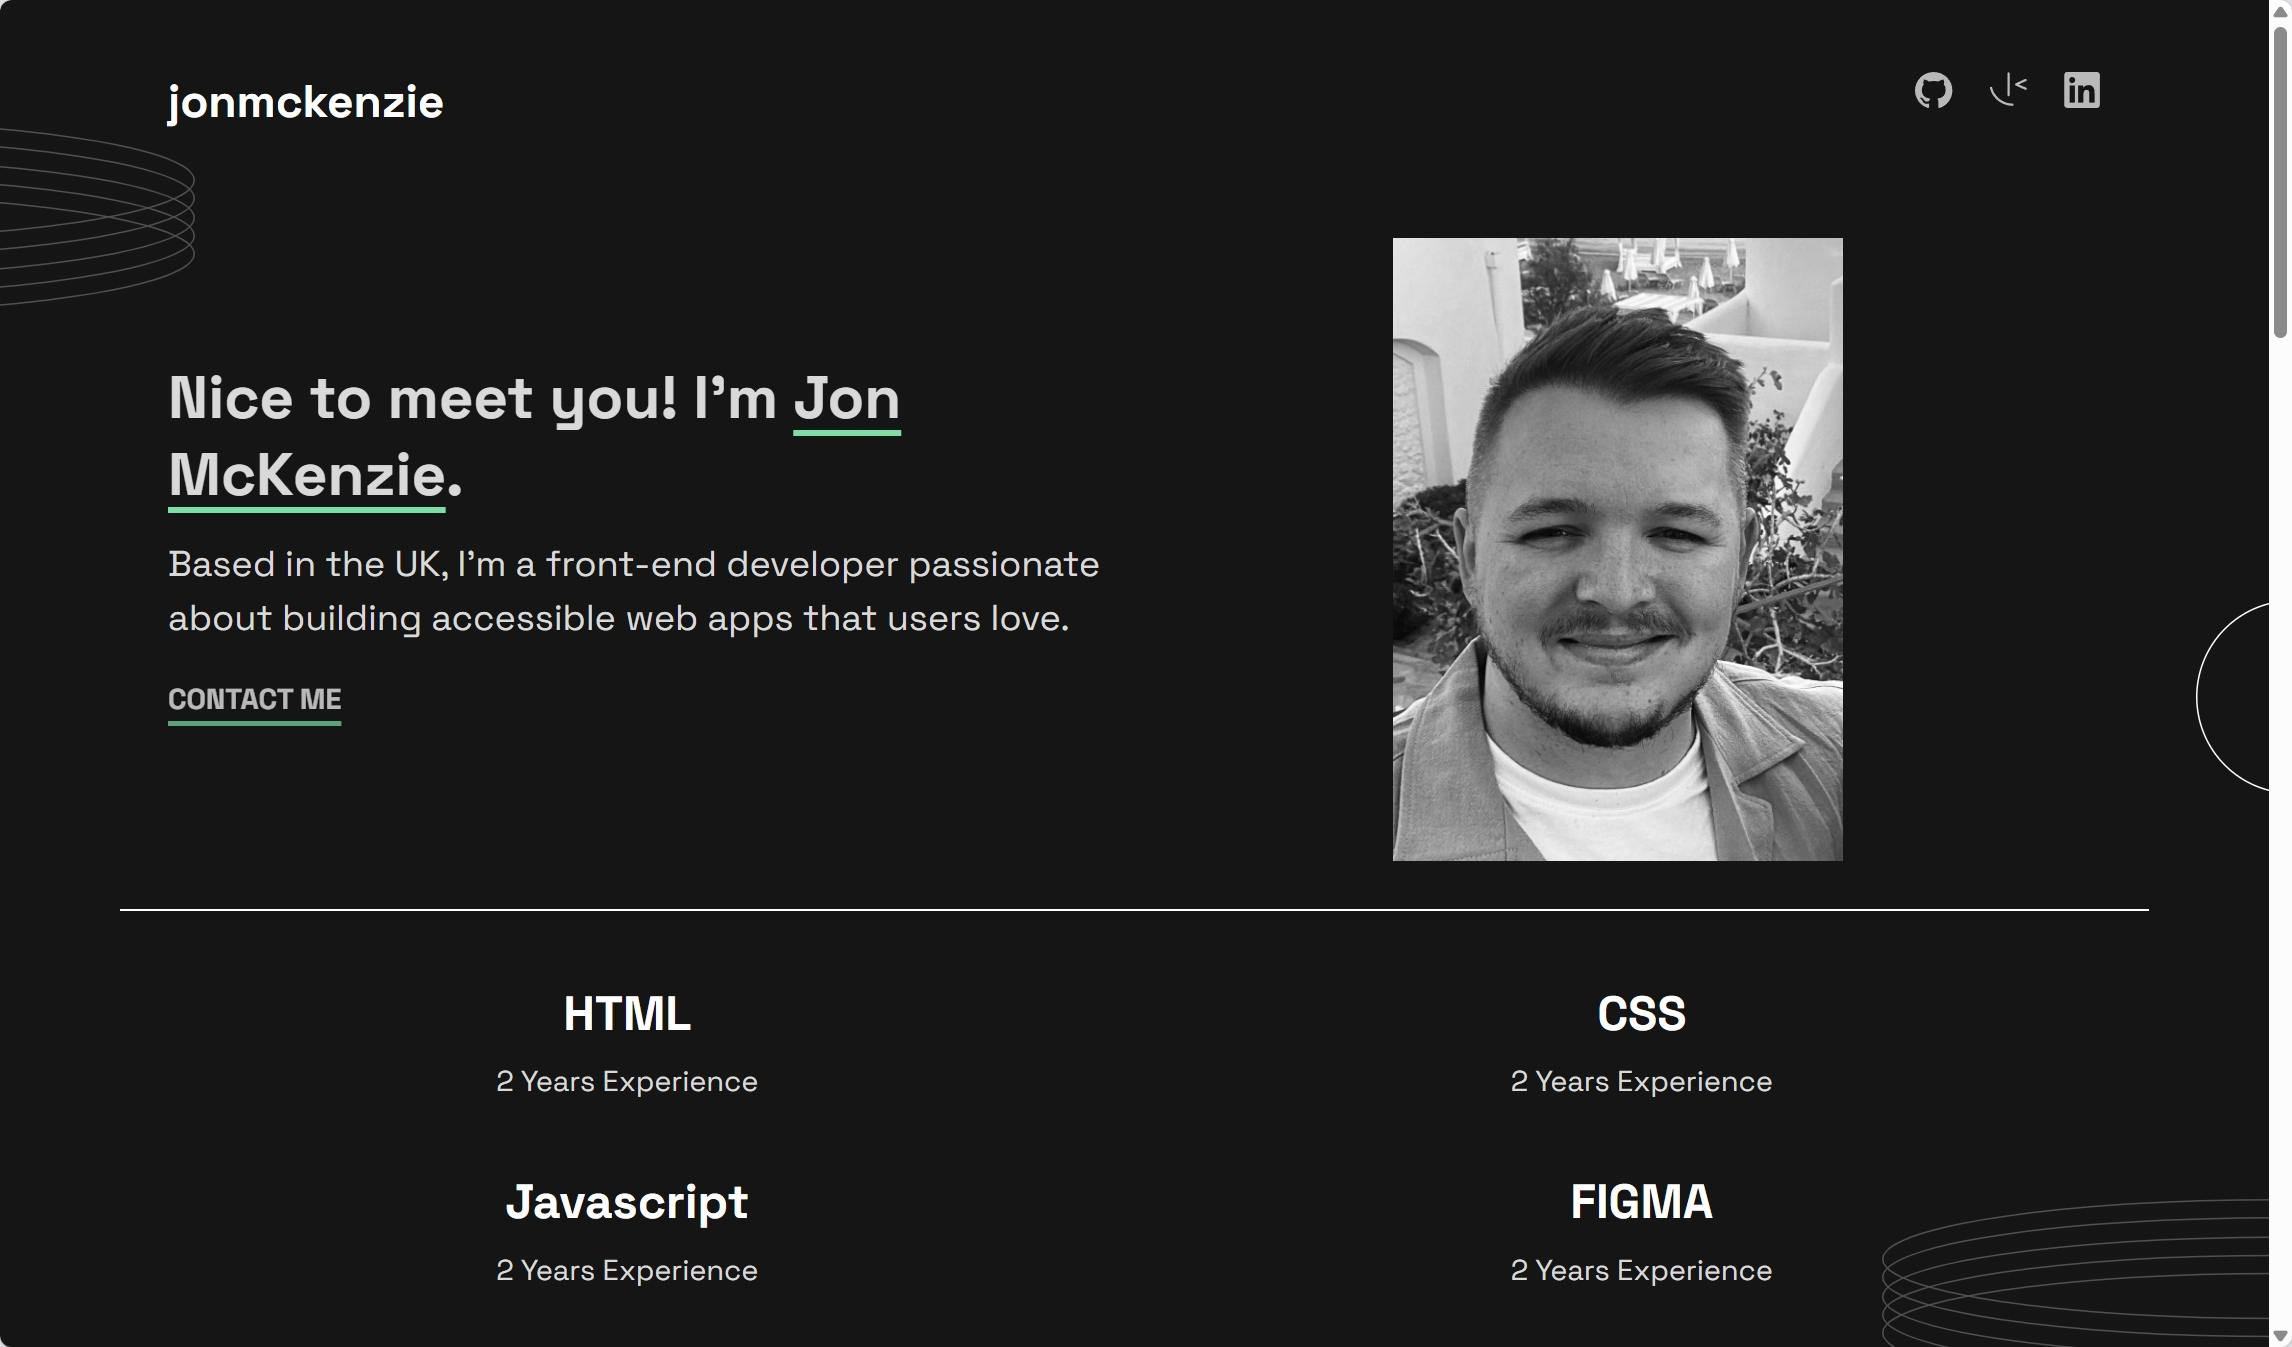 jonmckenzie
Nice to meet you! I’m Jon
McKenzie.
Based in the UK, I’m a front-end developer passionate
about building accessible web apps that users love.
CONTACT ME
HTML
2 Years Experience
CSS
2 Years Experience
Javascript
2 Years Experience
FIGMA
2 Years Experience